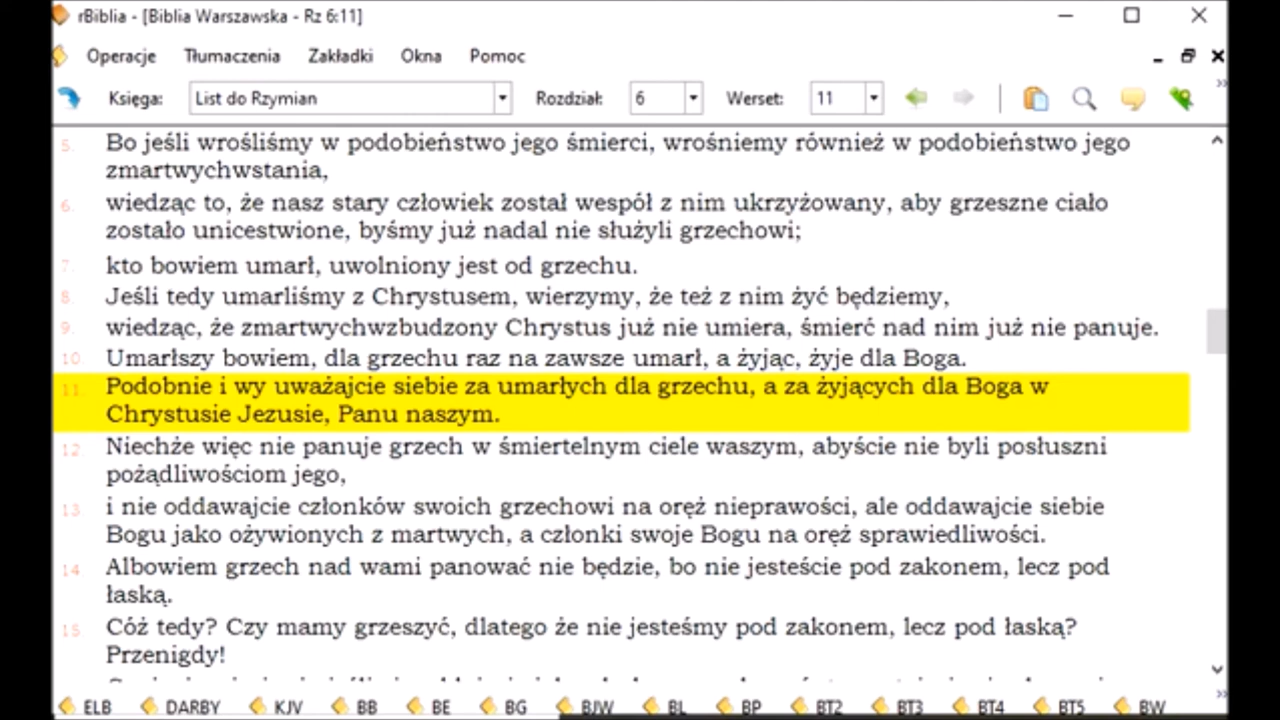 rBiblia - [Biblia Warszawska - Rz 6:11]
Operacje Tłumaczenia Zakładki Okna Pomoc
Księga: List do Rzymian Rozdział: 6 Werset: 11
5. Bo jeśli wrośliśmy w podobieństwo jego śmierci, wrośniemy również w podobieństwo jego
zmartwychwstania,
6. wiedząc to, że nasz stary człowiek został wespół z nim ukrzyżowany, aby grzeszne ciało
zostało unicestwione, byśmy już nadal nie służyli grzechowi;
7. kto bowiem umarł, uwolniony jest od grzechu.
8. Jeśli tedy umarliśmy z Chrystusem, wierzymy, że też z nim żyć będziemy,
9. wiedząc, że zmartwychwzbudzony Chrystus już nie umiera, śmierć nad nim już nie panuje.
10. Umarłszy bowiem, dla grzechu raz na zawsze umarł, a żyjąc, żyje dla Boga.
11. Podobnie i wy uważajcie siebie za umarłych dla grzechu, a za żyjących dla Boga w
Chrystusie Jezusie, Panu naszym.
12. Niechże więc nie panuje grzech w śmiertelnym ciele waszym, abyście nie byli posłuszni
pożądliwościom jego,
13. i nie oddawajcie członków swoich grzechowi na oręż nieprawości, ale oddawajcie siebie
Bogu jako ożywionych z martwych, a członki swoje Bogu na oręż sprawiedliwości.
14. Albowiem grzech nad wami panować nie będzie, bo nie jesteście pod zakonem, lecz pod
łaską.
15. Cóż tedy? Czy mamy grzeszyć, dlatego że nie jesteśmy pod zakonem, lecz pod łaską?
Przenigdy!
ELB DARBY KJV BB BE BG BJW BL BP BT2 BT3 BT4 BT5 BW